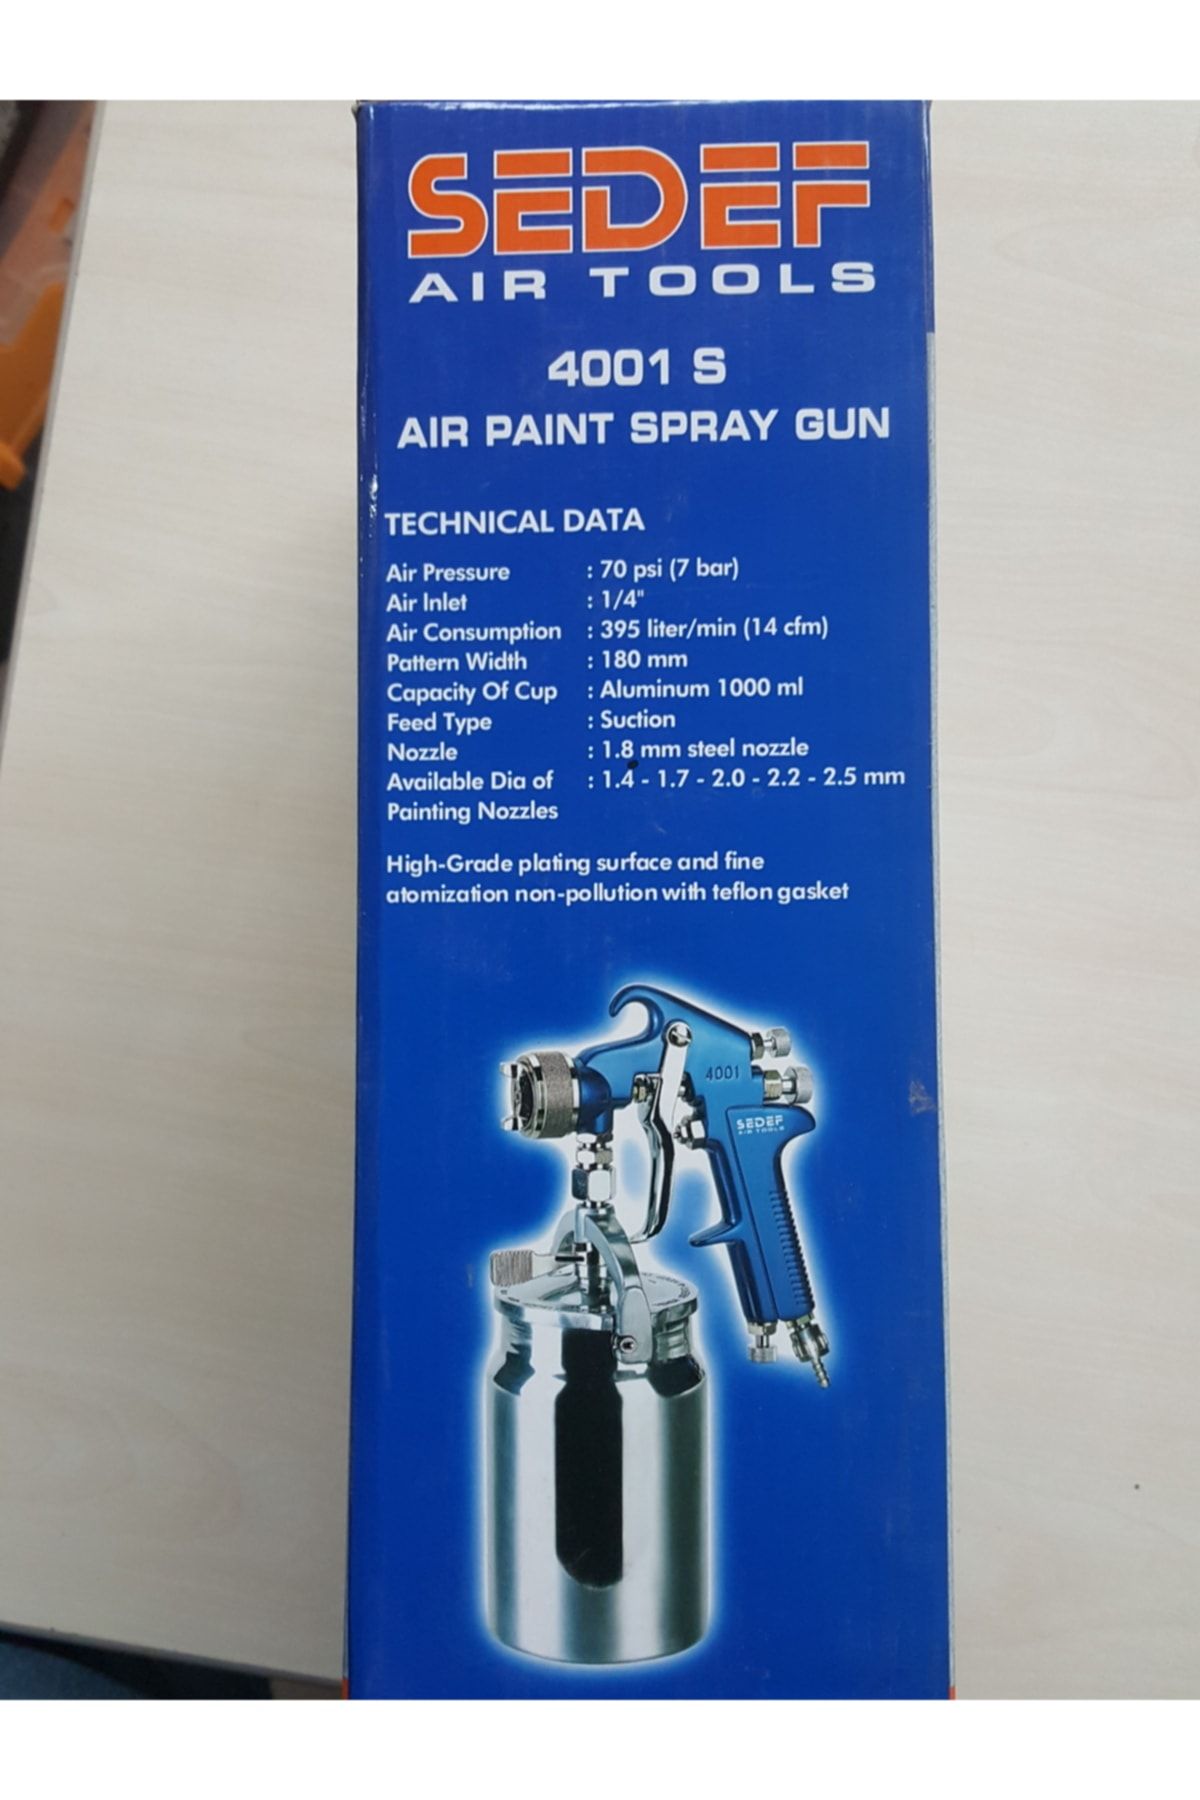 SEDEF
AIR TOOLS
4001 S
AIR PAINT SPRAY GUN
TECHNICAL DATA
Air Pressure : 70 psi (7 bar)
Air Inlet : 1/4"
Air Consumption : 395 liter/min (14 cfm)
Pattern Width : 180 mm
Capacity Of Cup : Aluminum 1000 ml
Feed Type : Suction
Nozzle : 1.8 mm steel nozzle
Available Dia of : 1.4 - 1.7 - 2.0 - 2.2 - 2.5 mm
Painting Nozzles
High-Grade plating surface and fine
atomization non-pollution with teflon gasket
4001
SEDEF
AIR TOOLS